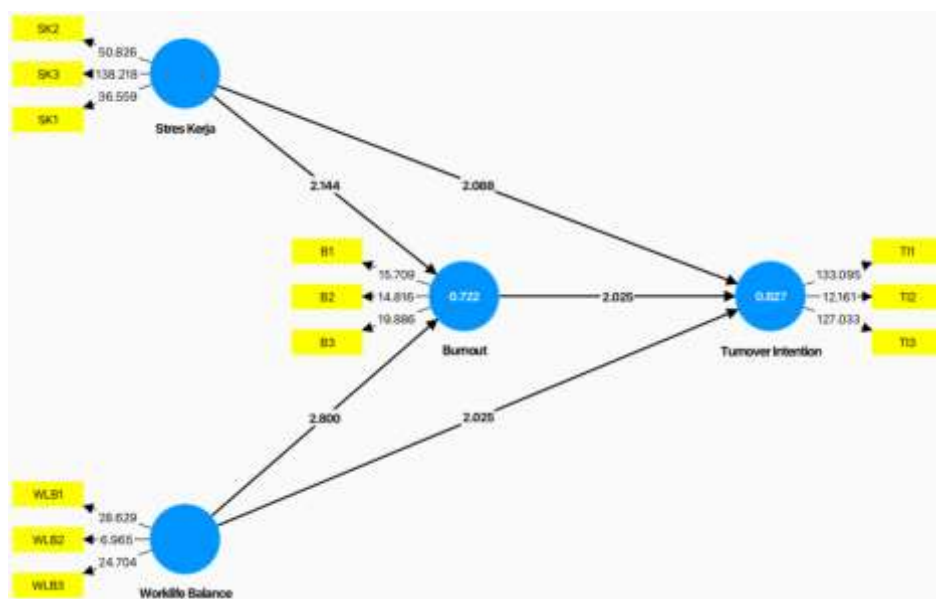 SK2
50.826
SK3
138.218
36.559
SK1
Stres Kerja
2.144
2.088
B1
15.709
B2
14.816
19.886
B3
0.722
Burnout
2.025
0.827
TI1
133.095
TI2
12.161
127.033
TI3
Turnover Intention
2.800
2.025
WLB1
28.629
WLB2
6.965
24.704
WLB3
Worklife Balance